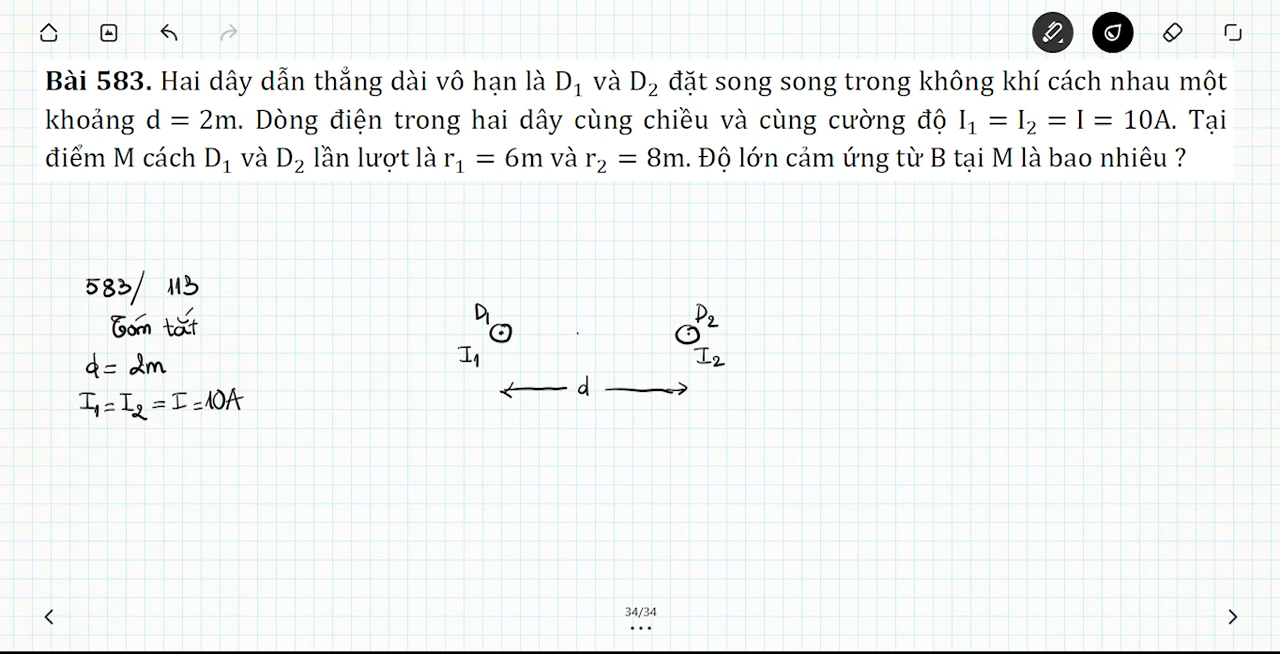 Bài 583. Hai dây dẫn thẳng dài vô hạn là D₁ và D₂ đặt song song trong không khí cách nhau một
khoảng d = 2m. Dòng điện trong hai dây cùng chiều và cùng cường độ I₁ = I₂ = I = 10A. Tại
điểm M cách D₁ và D₂ lần lượt là r₁ = 6m và r₂ = 8m. Độ lớn cảm ứng từ B tại M là bao nhiêu ?
583/ 113
Tóm tắt
d = 2m
I₁ = I₂ = I = 10A
D₁ D₂
I₁ I₂
d
34/34